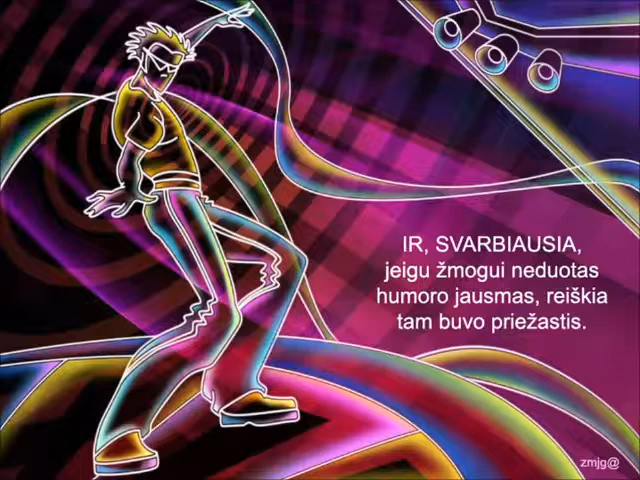 IR, SVARBIAUSIA,
jeigu žmogui neduotas
humoro jausmas, reiškia
tam buvo priežastis.
zmjg@